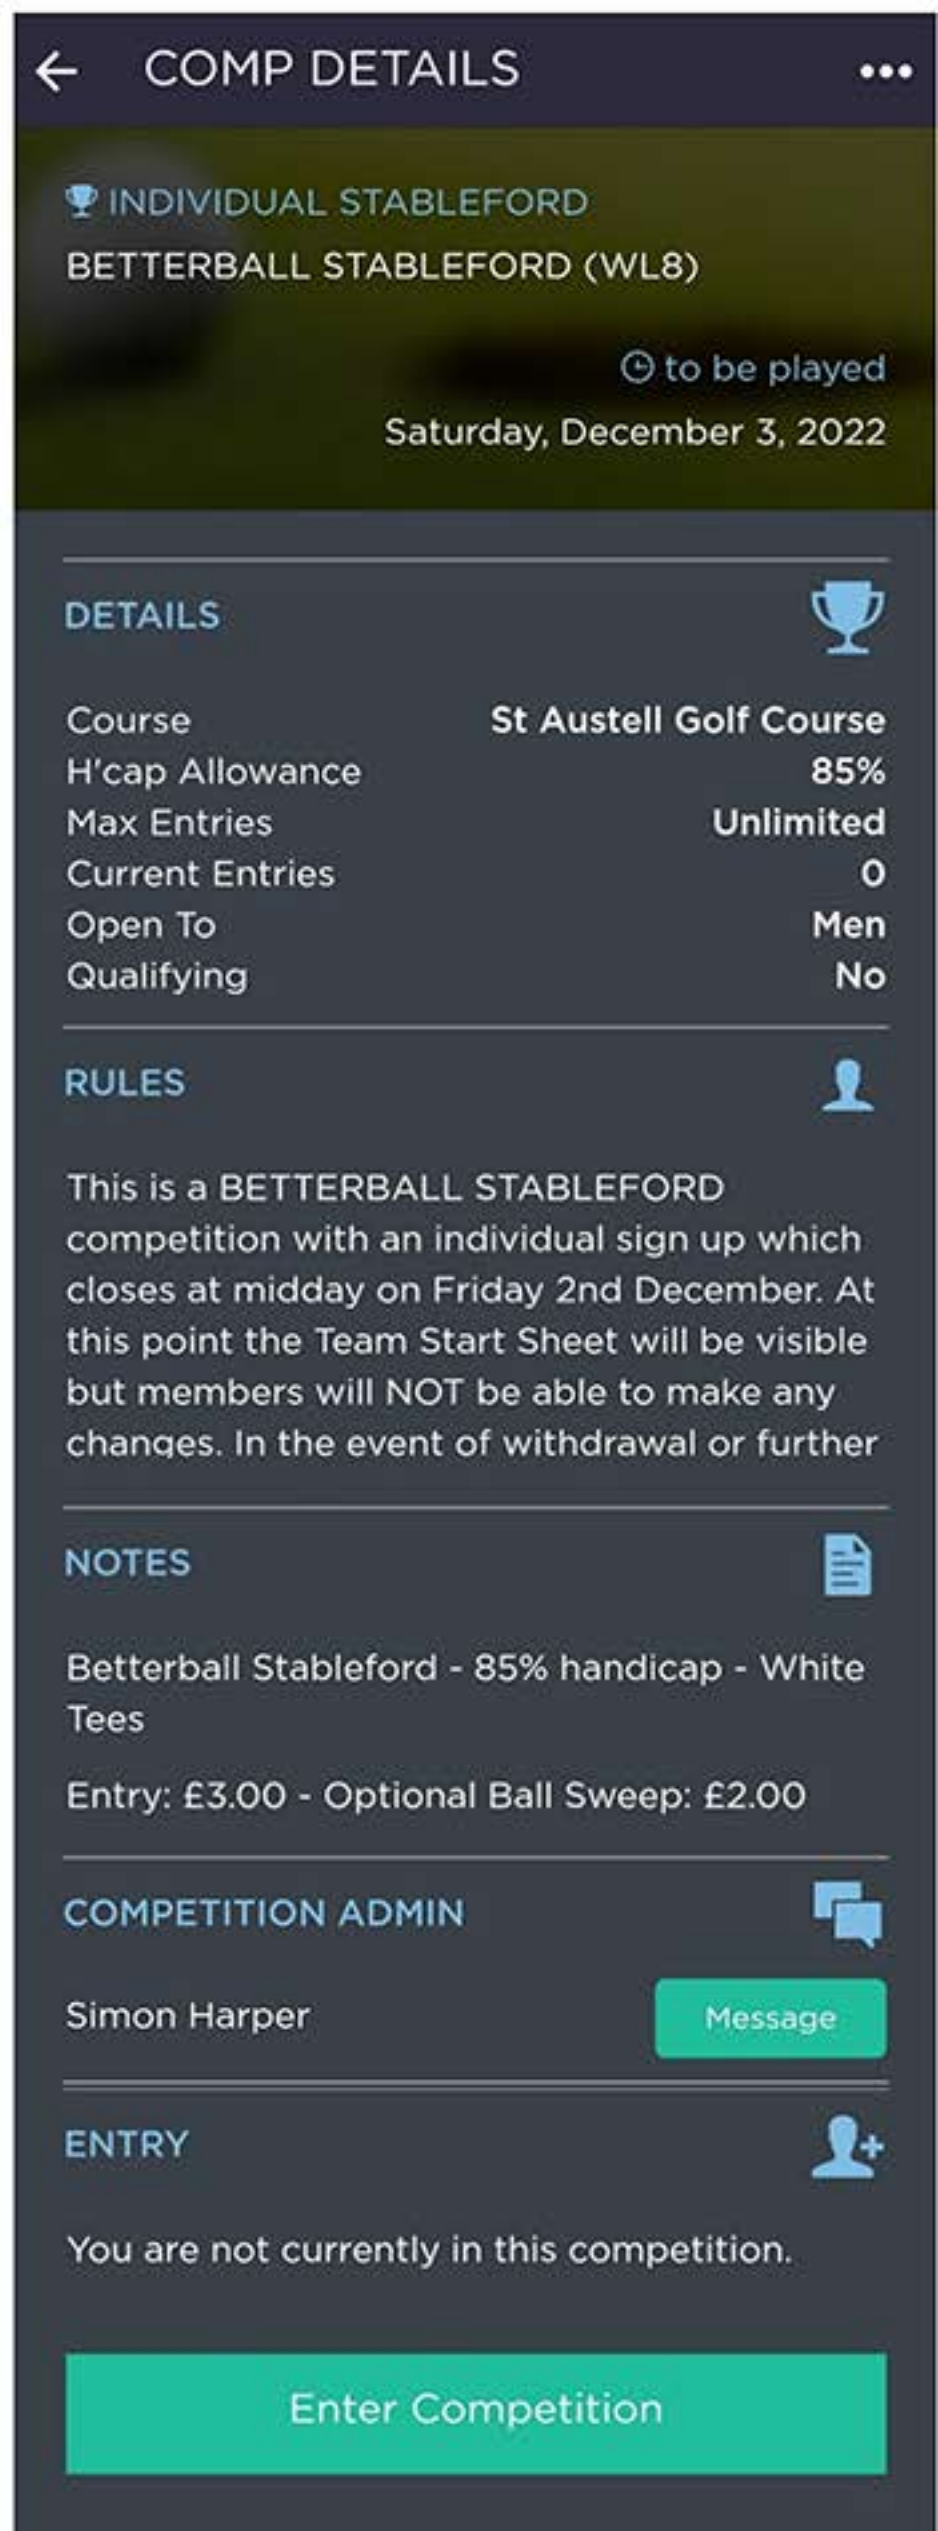 COMP DETAILS
INDIVIDUAL STABLEFORD
BETTERBALL STABLEFORD (WL8)
to be played
Saturday, December 3, 2022
DETAILS
Course St Austell Golf Course
H'cap Allowance 85%
Max Entries Unlimited
Current Entries 0
Open To Men
Qualifying No
RULES
This is a BETTERBALL STABLEFORD
competition with an individual sign up which
closes at midday on Friday 2nd December. At
this point the Team Start Sheet will be visible
but members will NOT be able to make any
changes. In the event of withdrawal or further
NOTES
Betterball Stableford - 85% handicap - White
Tees
Entry: £3.00 - Optional Ball Sweep: £2.00
COMPETITION ADMIN
Simon Harper Message
ENTRY
You are not currently in this competition.
Enter Competition